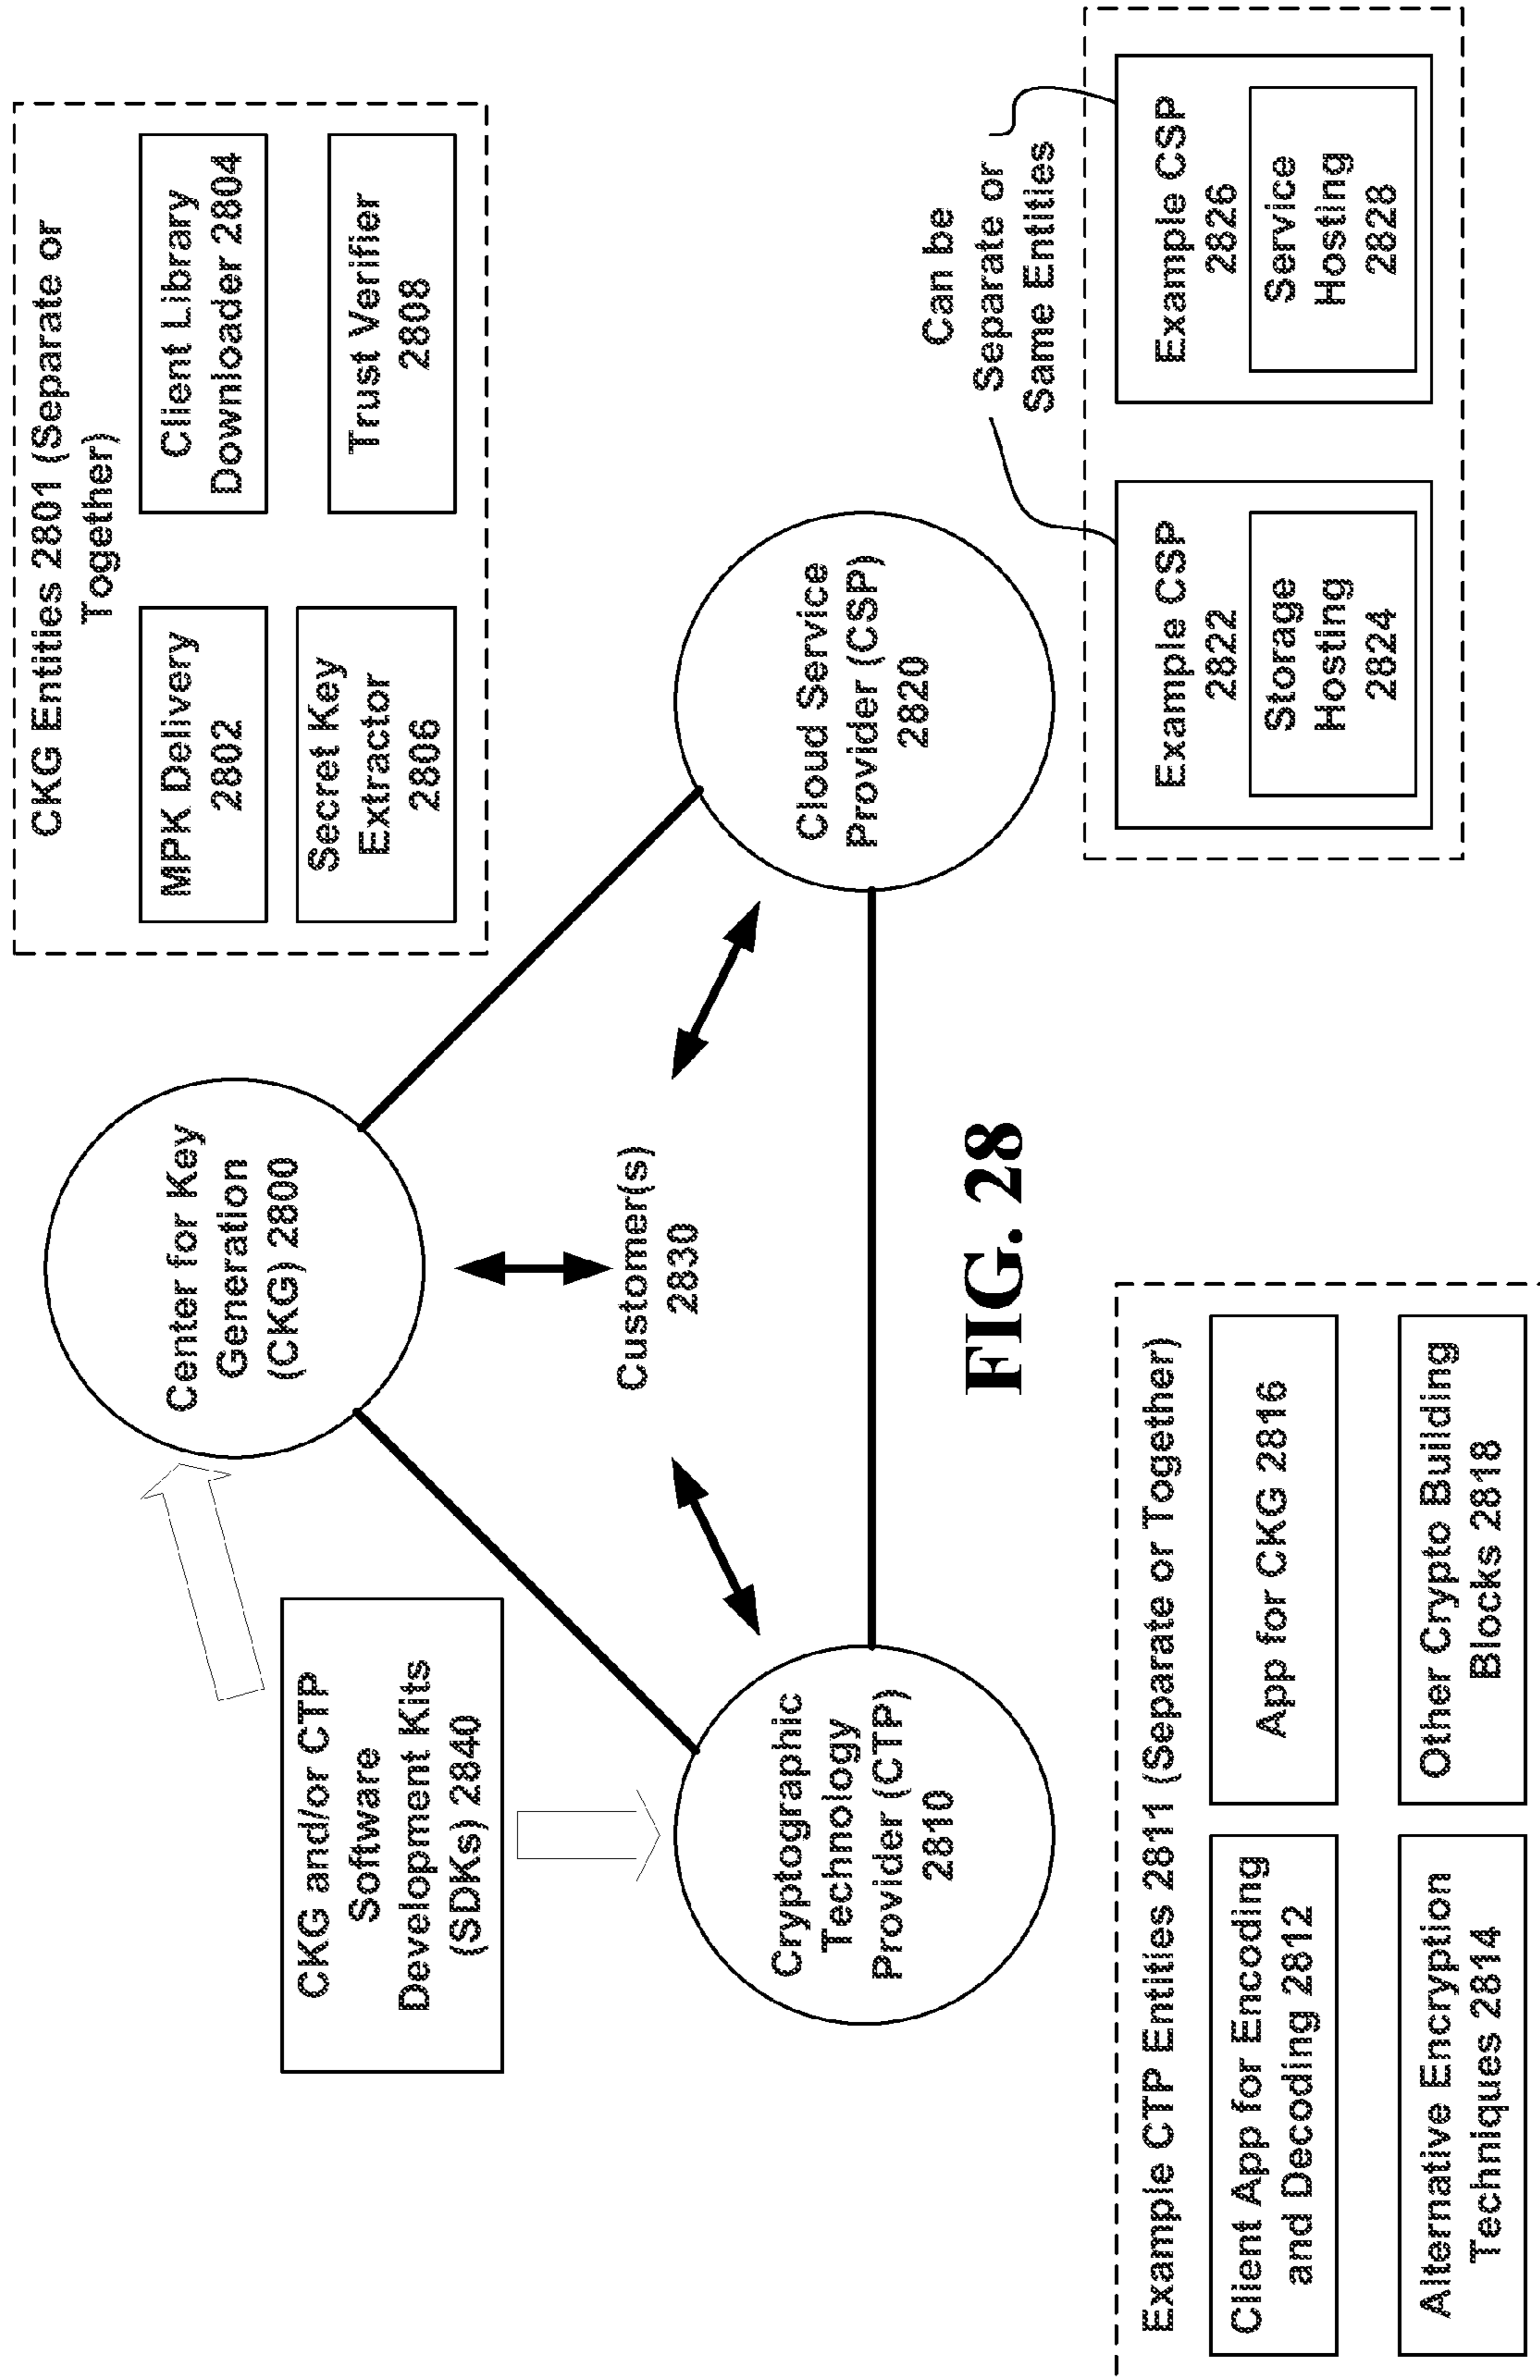 CKG Entities 2801 (Separate or
Together)
MPK Delivery
2802
Client Library
Downloader 2804
Secret Key
Extractor
2806
Trust Verifier
2808
Center for Key
Generation
(CKG) 2800
CKG and/or CTP
Software
Development Kits
(SDKs) 2840
Customer(s)
2830
Cryptographic
Technology
Provider (CTP)
2810
Cloud Service
Provider (CSP)
2820
Can be
Separate or
Same Entities
FIG. 28
Example CTP Entities 2811 (Separate or Together)
Client App for Encoding
and Decoding 2812
App for CKG 2816
Alternative Encryption
Techniques 2814
Other Crypto Building
Blocks 2818
Example CSP
2822
Storage
Hosting
2824
Example CSP
2826
Service
Hosting
2828